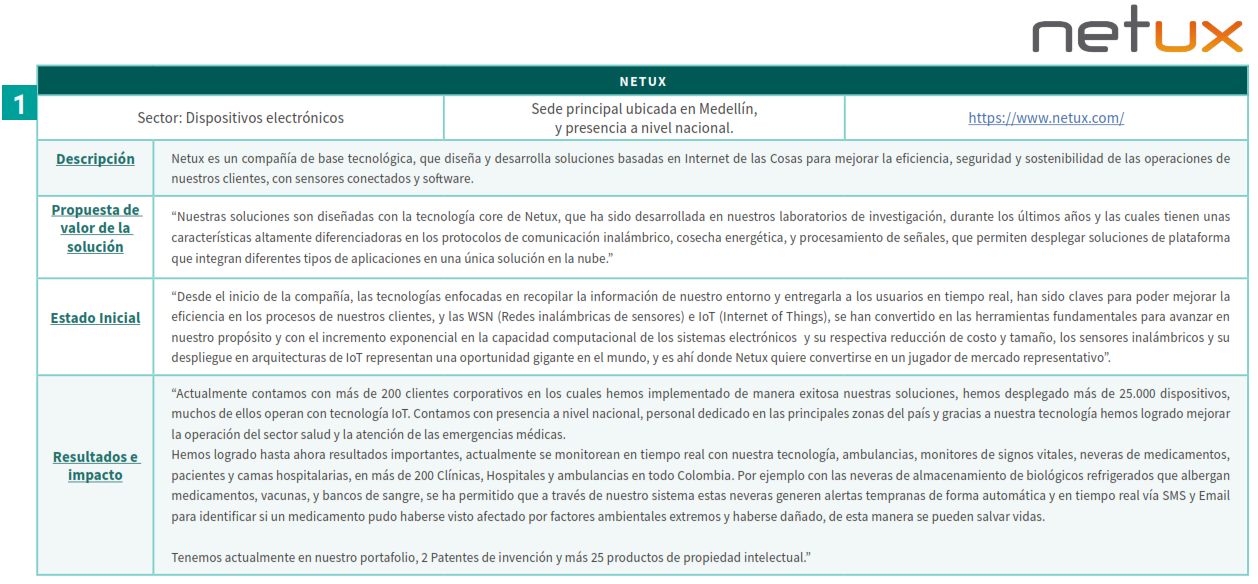 netux
NETUX
1
Sector: Dispositivos electrónicos
Sede principal ubicada en Medellín,
y presencia a nivel nacional.
https://www.netux.com/
Descripción
Netux es un compañía de base tecnológica, que diseña y desarrolla soluciones basadas en Internet de las Cosas para mejorar la eficiencia, seguridad y sostenibilidad de las operaciones de
nuestros clientes, con sensores conectados y software.
Propuesta de
valor de la
solución
“Nuestras soluciones son diseñadas con la tecnología core de Netux, que ha sido desarrollada en nuestros laboratorios de investigación, durante los últimos años y las cuales tienen unas
características altamente diferenciadoras en los protocolos de comunicación inalámbrico, cosecha energética, y procesamiento de señales, que permiten desplegar soluciones de plataforma
que integran diferentes tipos de aplicaciones en una única solución en la nube.”
Estado Inicial
“Desde el inicio de la compañía, las tecnologías enfocadas en recopilar la información de nuestro entorno y entregarla a los usuarios en tiempo real, han sido claves para poder mejorar la
eficiencia en los procesos de nuestros clientes, y las WSN (Redes inalámbricas de sensores) e IoT (Internet of Things), se han convertido en las herramientas fundamentales para avanzar en
nuestro propósito y con el incremento exponencial en la capacidad computacional de los sistemas electrónicos y su respectiva reducción de costo y tamaño, los sensores inalámbricos y su
despliegue en arquitecturas de IoT representan una oportunidad gigante en el mundo, y es ahí donde Netux quiere convertirse en un jugador de mercado representativo”.
Resultados e
impacto
“Actualmente contamos con más de 200 clientes corporativos en los cuales hemos implementado de manera exitosa nuestras soluciones, hemos desplegado más de 25.000 dispositivos,
muchos de ellos operan con tecnología IoT. Contamos con presencia a nivel nacional, personal dedicado en las principales zonas del país y gracias a nuestra tecnología hemos logrado mejorar
la operación del sector salud y la atención de las emergencias médicas.
Hemos logrado hasta ahora resultados importantes, actualmente se monitorean en tiempo real con nuestra tecnología, ambulancias, monitores de signos vitales, neveras de medicamentos,
pacientes y camas hospitalarias, en más de 200 Clínicas, Hospitales y ambulancias en todo Colombia. Por ejemplo con las neveras de almacenamiento de biológicos refrigerados que albergan
medicamentos, vacunas, y bancos de sangre, se ha permitido que a través de nuestro sistema estas neveras generen alertas tempranas de forma automática y en tiempo real vía SMS y Email
para identificar si un medicamento pudo haberse visto afectado por factores ambientales extremos y haberse dañado, de esta manera se pueden salvar vidas.
Tenemos actualmente en nuestro portafolio, 2 Patentes de invención y más 25 productos de propiedad intelectual.”